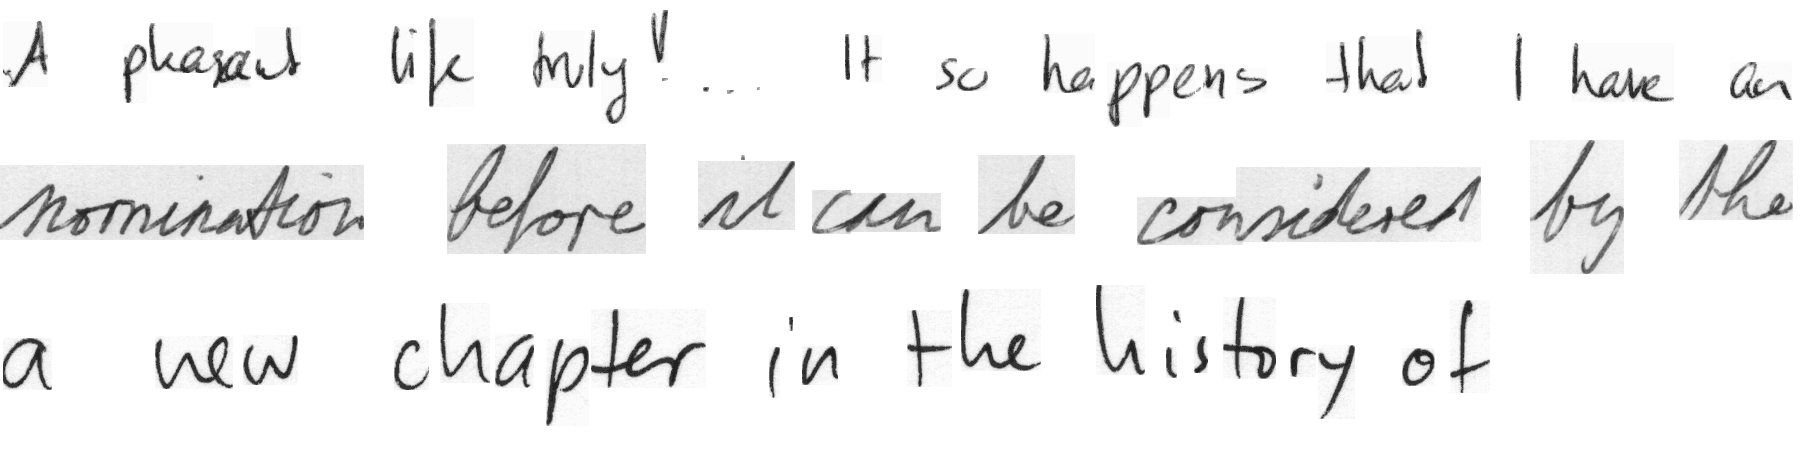 A pleasant life truly! ... It so happens that I have an
nomination before it can be considered by the
a new chapter in the history of